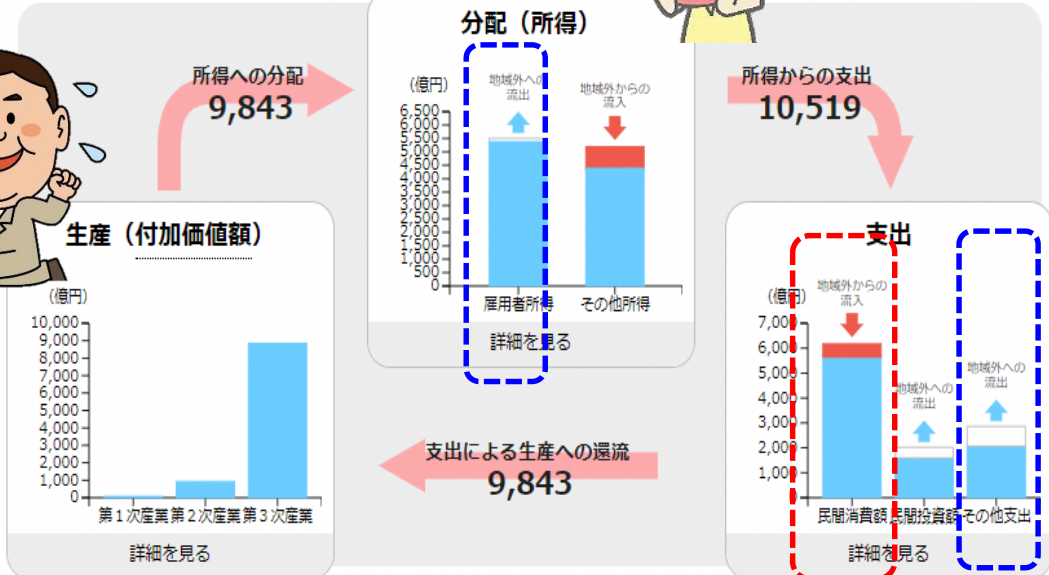 分配（所得）
所得への分配
9,843
（億円）
地域外への
流出
地域外からの
流入
6,500
6,000
5,500
5,000
4,500
4,000
3,500
3,000
2,500
2,000
1,500
1,000
500
0
雇用者所得
その他所得
詳細を見る
所得からの支出
10,519
生産（付加価値額）
（億円）
10,000
9,000
8,000
7,000
6,000
5,000
4,000
3,000
2,000
1,000
0
第１次産業
第２次産業
第３次産業
詳細を見る
支出による生産への還流
9,843
支出
（億円）
地域外からの
流入
地域外への
流出
地域外への
流出
7,000
6,000
5,000
4,000
3,000
2,000
1,000
0
民間消費額
民間投資額
その他支出
詳細を見る